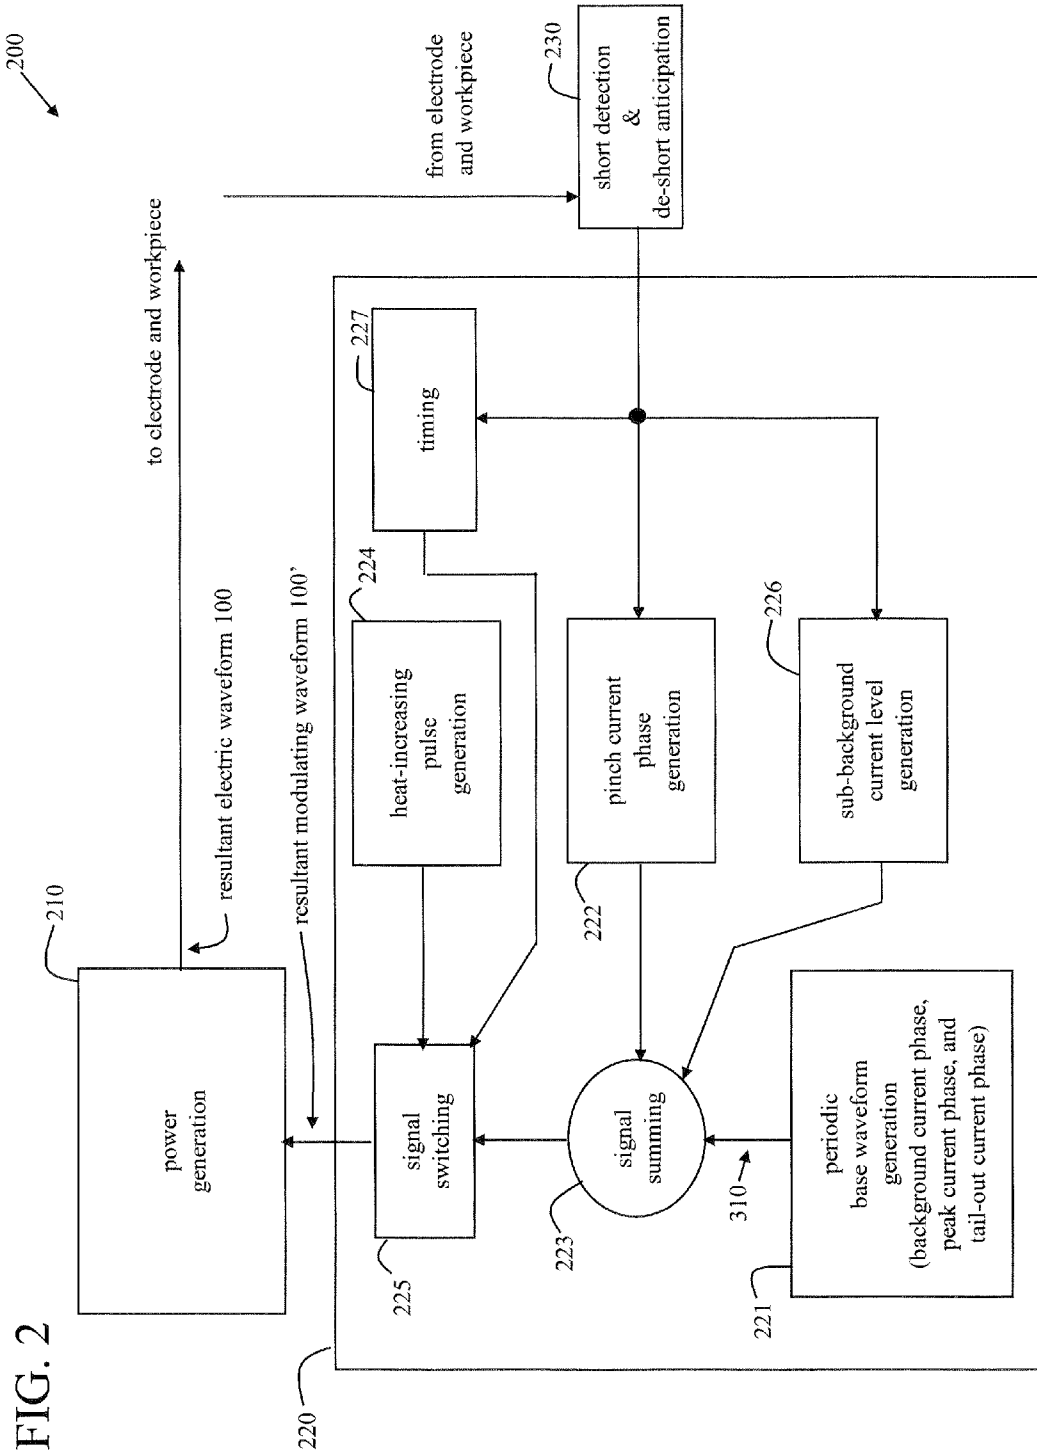 FIG. 2
200
210
power
generation
resultant electric waveform 100
to electrode and workpiece
resultant modulating waveform 100'
from electrode
and workpiece
220
225
signal
switching
224
heat-increasing
pulse
generation
227
timing
230
short detection
&
de-short anticipation
223
signal
summing
222
pinch current
phase
generation
226
sub-background
current level
generation
310
221
periodic
base waveform
generation
(background current phase,
peak current phase, and
tail-out current phase)